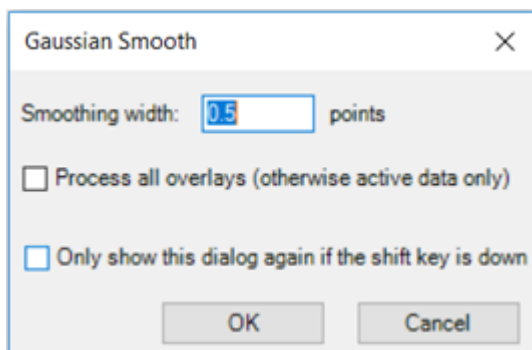 Gaussian Smooth
Smoothing width: 0.5 points
Process all overlays (otherwise active data only)
Only show this dialog again if the shift key is down
OK Cancel